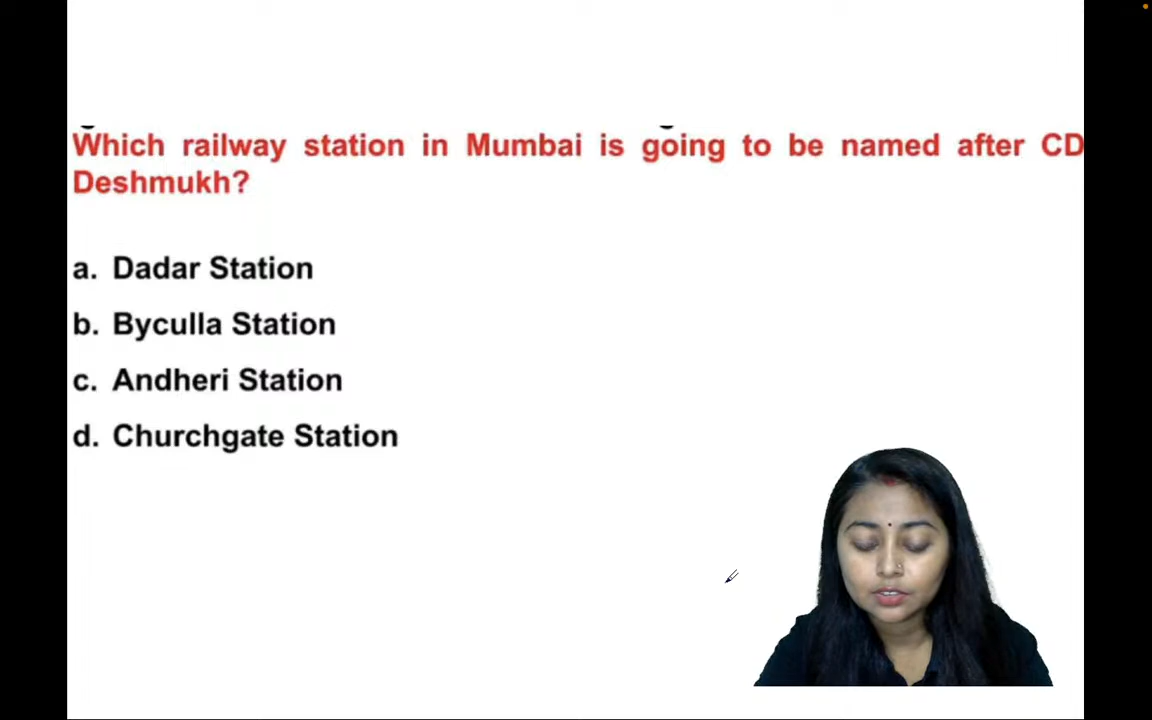 Which railway station in Mumbai is going to be named after CD
Deshmukh?
a. Dadar Station
b. Byculla Station
c. Andheri Station
d. Churchgate Station